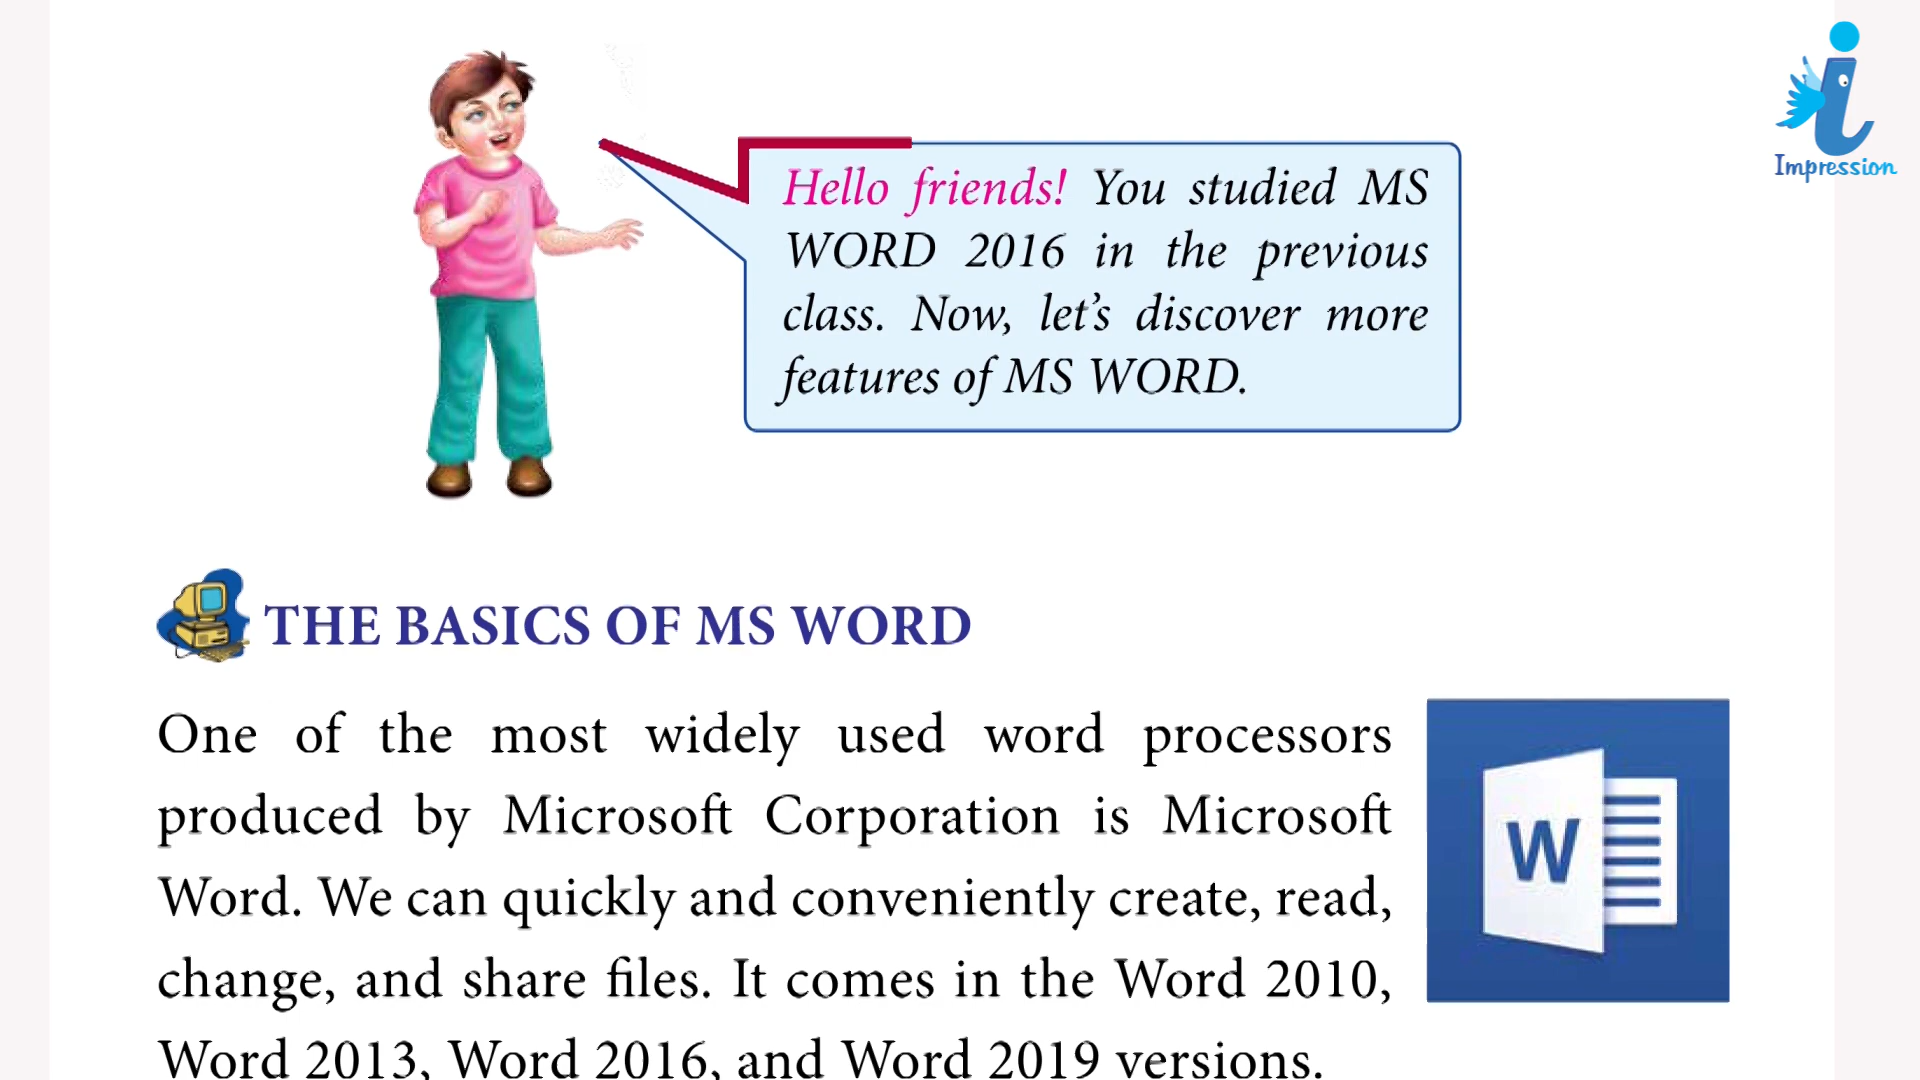 Impression
Hello friends! You studied MS
WORD 2016 in the previous
class. Now, let’s discover more
features of MS WORD.
THE BASICS OF MS WORD
One of the most widely used word processors
produced by Microsoft Corporation is Microsoft
Word. We can quickly and conveniently create, read,
change, and share files. It comes in the Word 2010,
Word 2013, Word 2016, and Word 2019 versions.
W